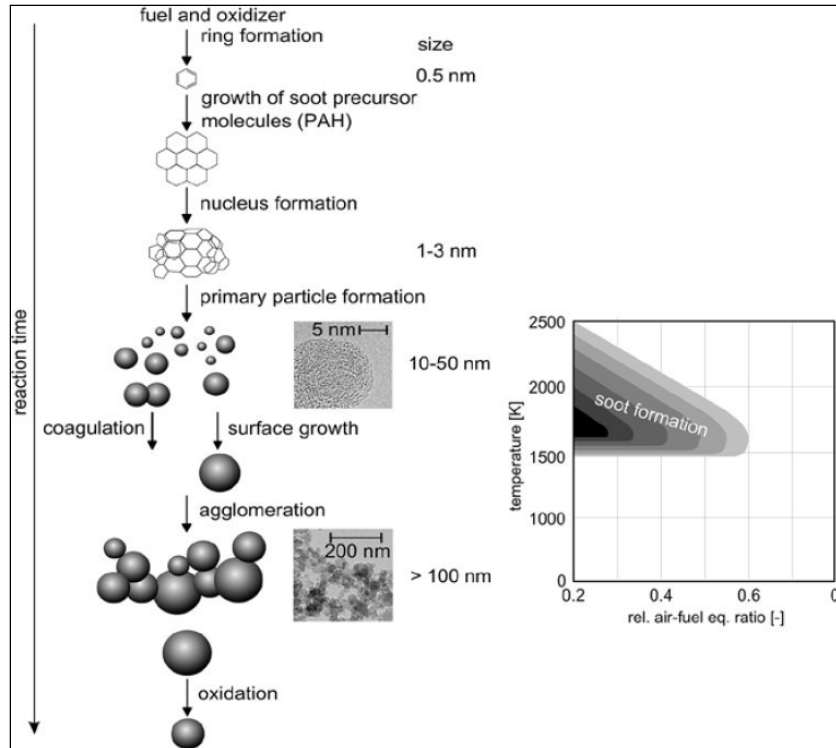 fuel and oxidizer
ring formation
size
0.5 nm
growth of soot precursor
molecules (PAH)
nucleus formation
1-3 nm
primary particle formation
5 nm
10-50 nm
coagulation
surface growth
agglomeration
200 nm
> 100 nm
oxidation
reaction time
2500
2000
1500
1000
0
temperature [K]
soot formation
0.2 0.4 0.6 0
rel. air-fuel eq. ratio [-]